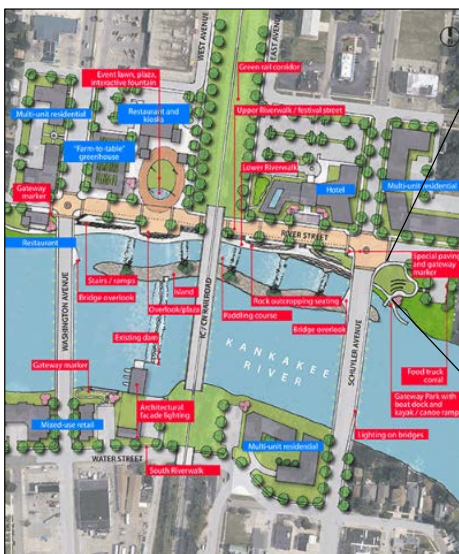 WEST AVENUE
EAST AVENUE
Green rail corridor
Event lawn, plaza,
interactive fountain
Restaurant and
kiosks
Upper Riverwalk / festival street
Multi-unit residential
"Farm-to-table"
greenhouse
Lower Riverwalk
Hotel
Multi-unit residential
Gateway
marker
RIVER STREET
Restaurant
Special paving
and gateway
marker
Stairs / ramps
Bridge overlook
Island
Overlook/plaza
Rock outcropping seating
Paddling course
Bridge overlook
WASHINGTON AVENUE
IC / CN RAILROAD
SCHUYLER AVENUE
Existing dam
KANKAKEE
RIVER
Gateway marker
Food truck
corral
Gateway Park with
boat dock and
kayak / canoe ramp
Architectural
facade lighting
Mixed-use retail
Multi-unit residential
Lighting on bridges
WATER STREET
South Riverwalk